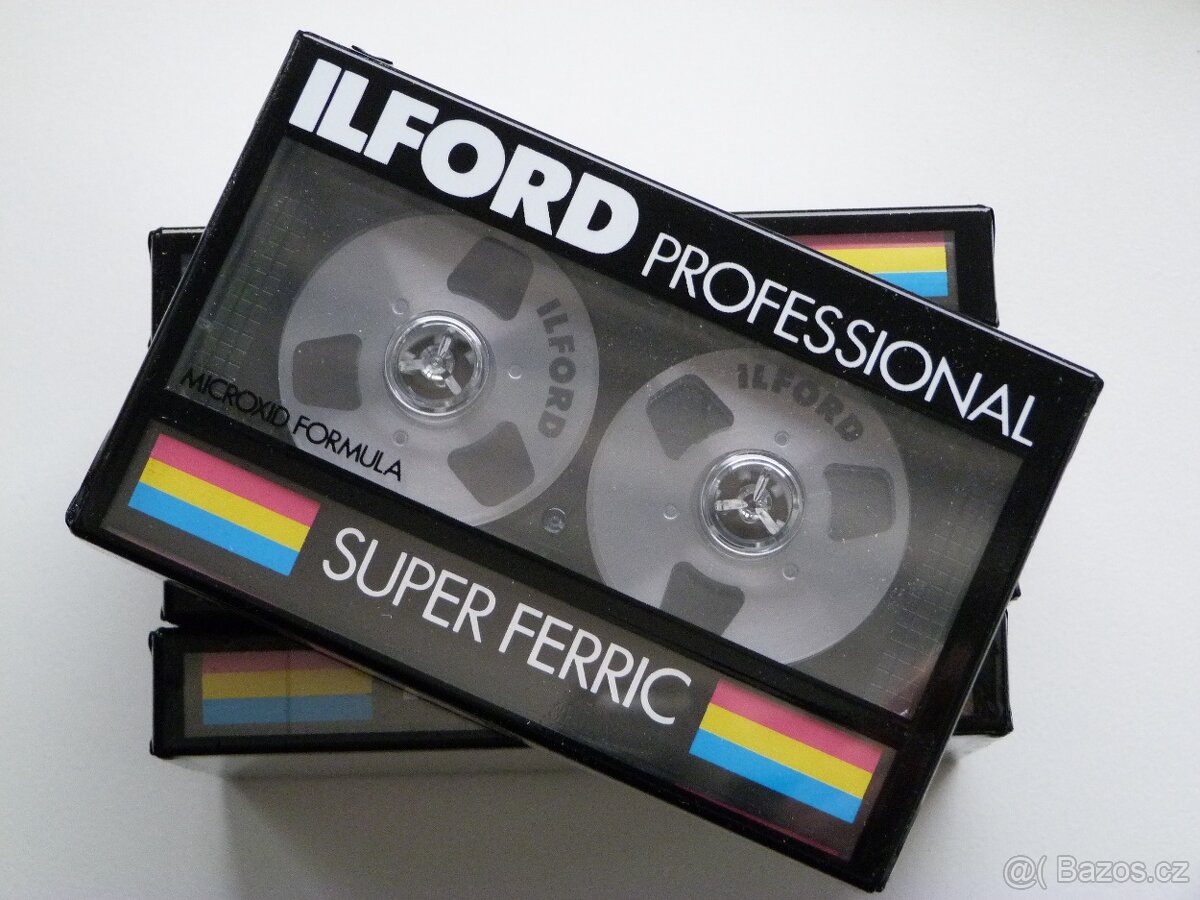 ILFORD PROFESSIONAL
ILFORD
ILFORD
MICROXID FORMULA
SUPER FERRIC
@( Bazos.cz